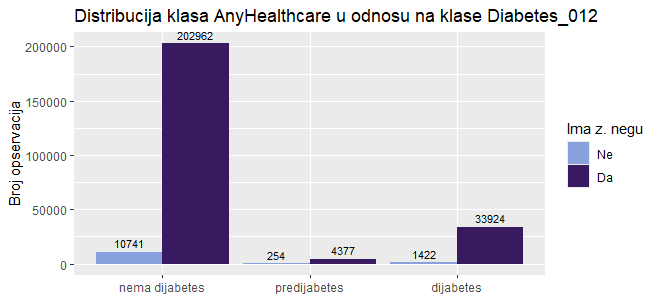 Distribucija klasa AnyHealthcare u odnosu na klase Diabetes_012
Broj opservacija
200000
150000
100000
50000
0
10741
202962
254
4377
1422
33924
nema dijabetes
predijabetes
dijabetes
Ima z. negu
Ne
Da